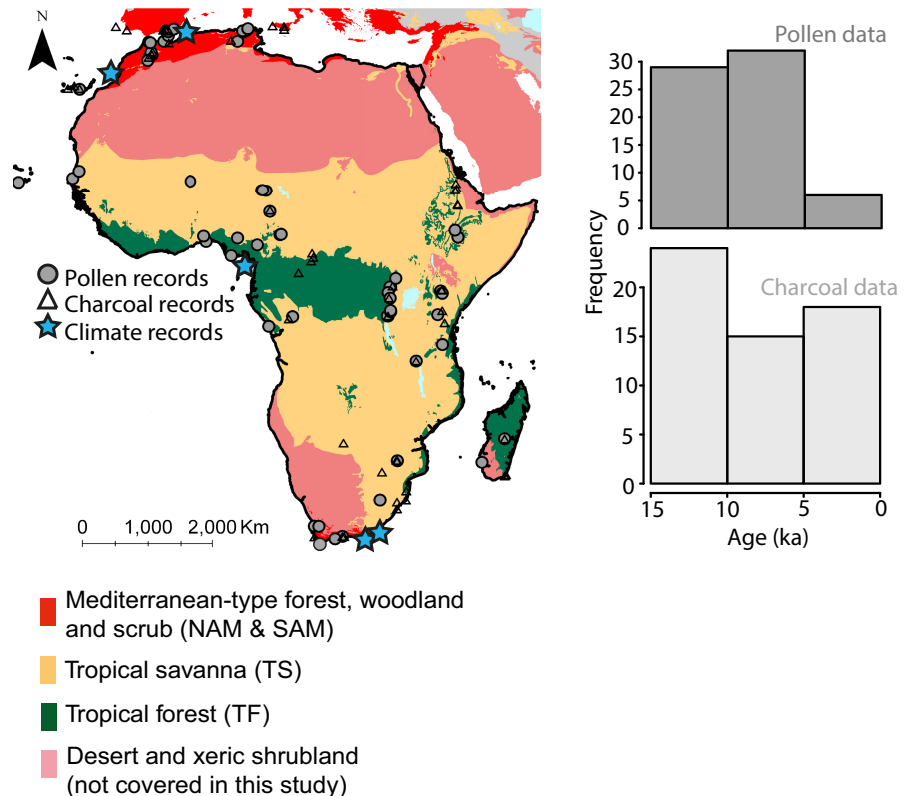 N
Pollen records
Charcoal records
Climate records
0 1,000 2,000 Km
Mediterranean-type forest, woodland
and scrub (NAM & SAM)
Tropical savanna (TS)
Tropical forest (TF)
Desert and xeric shrubland
(not covered in this study)
Pollen data
30
25
20
15
10
5
0
Frequency
Charcoal data
20
15
10
5
0
15 10 5 0
Age (ka)